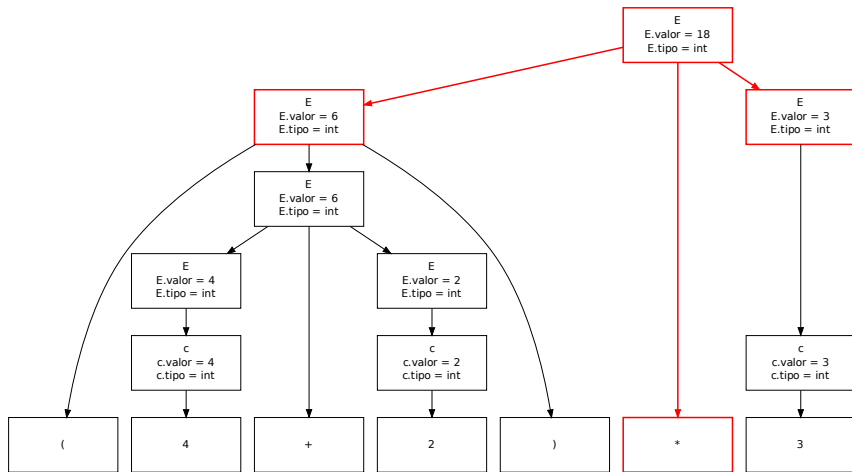 E
E.valor = 18
E.tipo = int
E
E.valor = 6
E.tipo = int
E
E.valor = 3
E.tipo = int
E
E.valor = 6
E.tipo = int
E
E.valor = 4
E.tipo = int
E
E.valor = 2
E.tipo = int
c
c.valor = 4
c.tipo = int
c
c.valor = 2
c.tipo = int
c
c.valor = 3
c.tipo = int
(
4
+
2
)
*
3